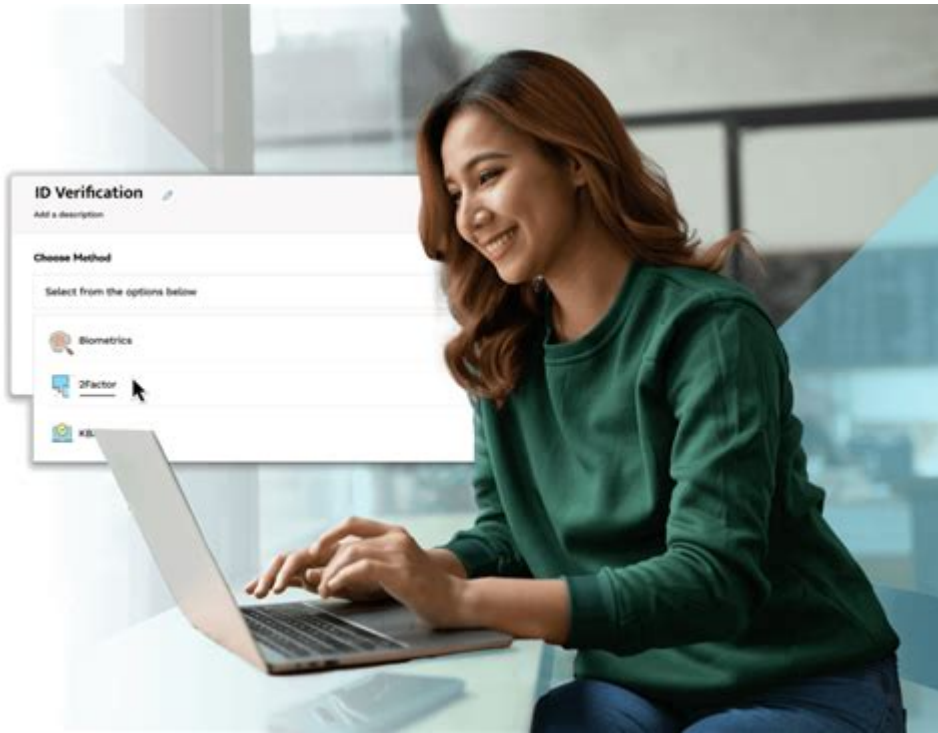 ID Verification
Add a description
Choose Method
Select from the options below
Biometrics
2Factor